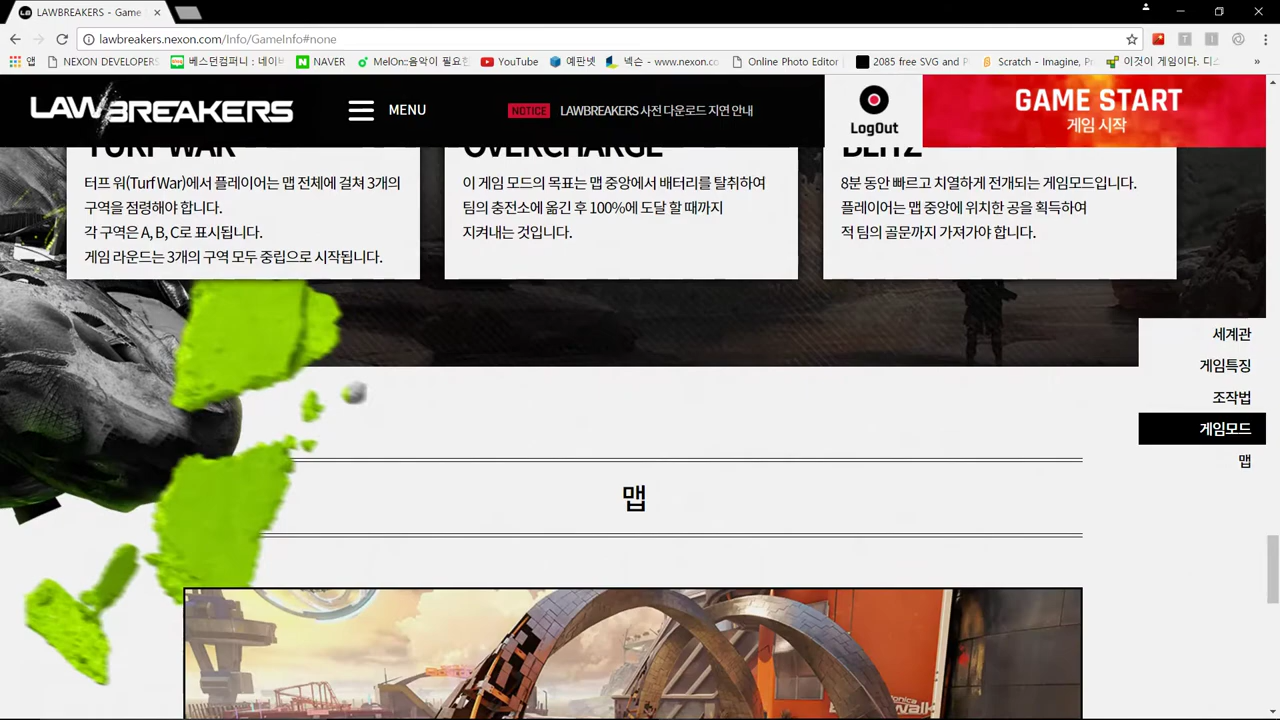 LAWBREAKERS - Game
lawbreakers.nexon.com/Info/GameInfo#none
앱
NEXON DEVELOPERS
베스던컴퍼니 : 네이버
NAVER
MelOn::음악이 필요한
YouTube
예판넷
넥슨 - www.nexon.co
Online Photo Editor
2085 free SVG and P
Scratch - Imagine, Pr
이것이 게임이다. 디스
LAWBREAKERS
MENU
NOTICE
LAWBREAKERS 사전 다운로드 지연 안내
LogOut
GAME START
게임 시작
TURF WAR
터프 워(Turf War)에서 플레이어는 맵 전체에 걸쳐 3개의
구역을 점령해야 합니다.
각 구역은 A, B, C로 표시됩니다.
게임 라운드는 3개의 구역 모두 중립으로 시작됩니다.
OVERCHARGE
이 게임 모드의 목표는 맵 중앙에서 배터리를 탈취하여
팀의 충전소에 옮긴 후 100%에 도달 할 때까지
지켜내는 것입니다.
BLITZ
8분 동안 빠르고 치열하게 전개되는 게임모드입니다.
플레이어는 맵 중앙에 위치한 공을 획득하여
적 팀의 골문까지 가져가야 합니다.
세계관
게임특징
조작법
게임모드
맵
맵